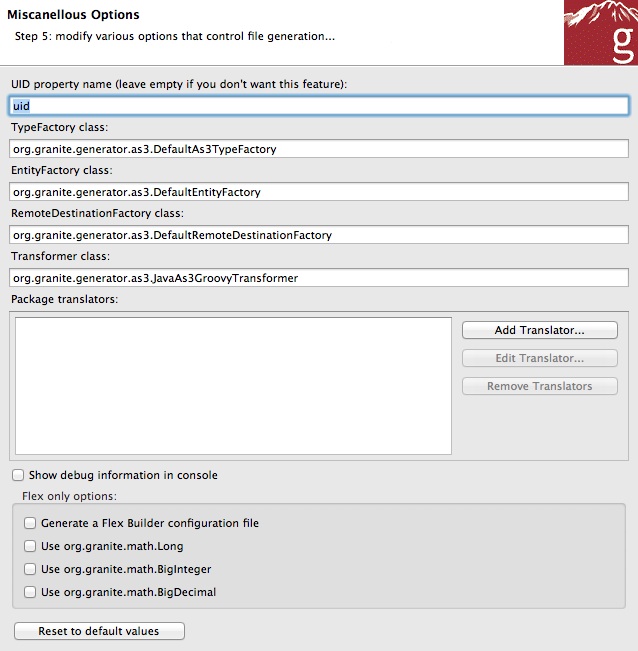 Miscanellous Options
Step 5: modify various options that control file generation...
g
UID property name (leave empty if you don't want this feature):
uid
TypeFactory class:
org.granite.generator.as3.DefaultAs3TypeFactory
EntityFactory class:
org.granite.generator.as3.DefaultEntityFactory
RemoteDestinationFactory class:
org.granite.generator.as3.DefaultRemoteDestinationFactory
Transformer class:
org.granite.generator.as3.JavaAs3GroovyTransformer
Package translators:
Add Translator...
Edit Translator...
Remove Translators
Show debug information in console
Flex only options:
Generate a Flex Builder configuration file
Use org.granite.math.Long
Use org.granite.math.BigInteger
Use org.granite.math.BigDecimal
Reset to default values